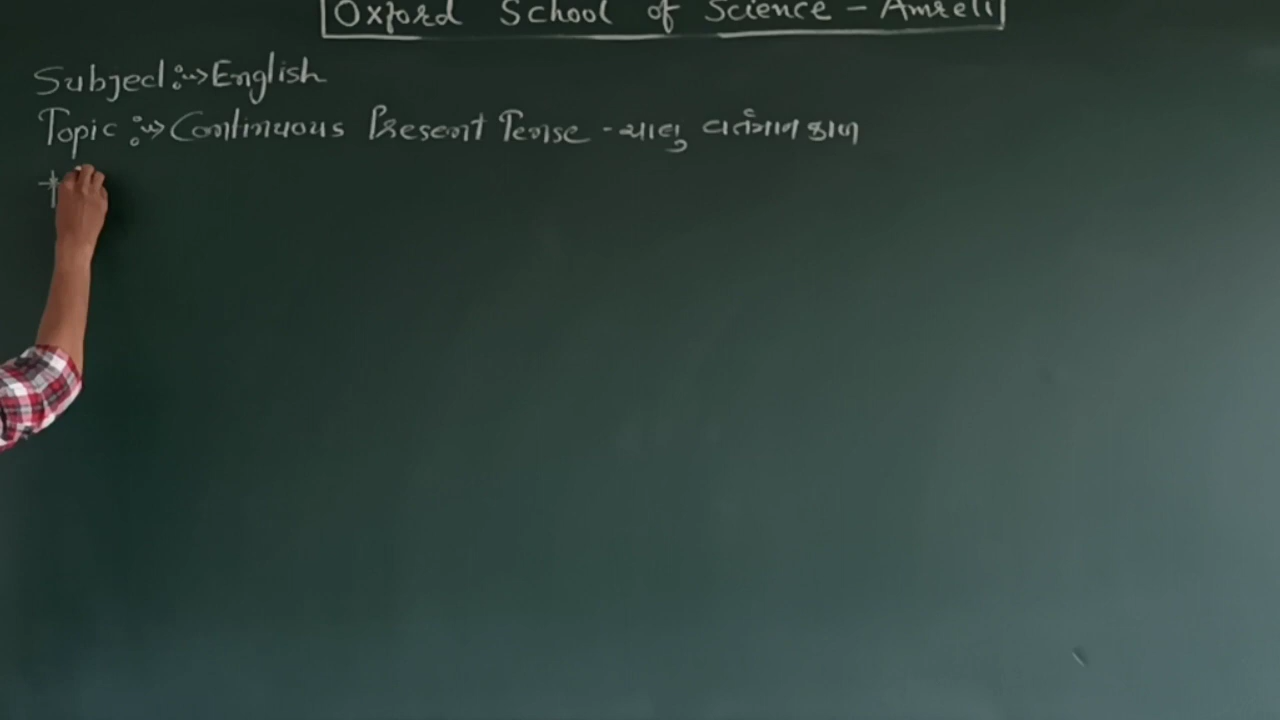 Oxford School of Science - Amreli
Subject :~> English
Topic :~> Continuous Present Tense - ચાલુ વર્તમાન કાળ